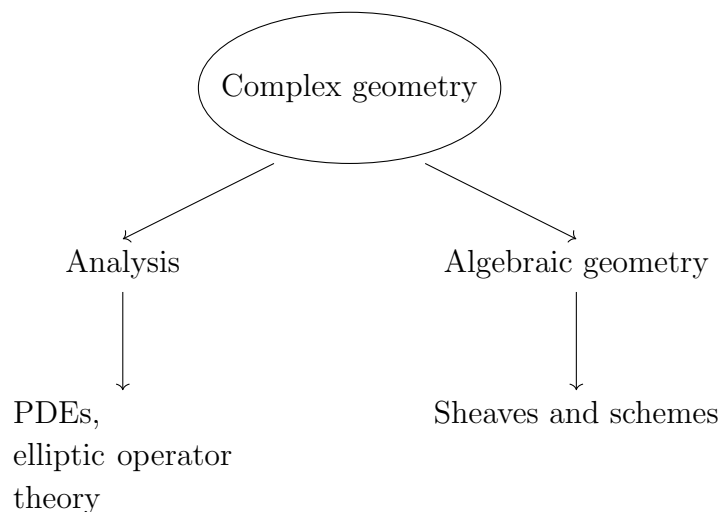 Complex geometry
Analysis
Algebraic geometry
PDEs,
elliptic operator
theory
Sheaves and schemes